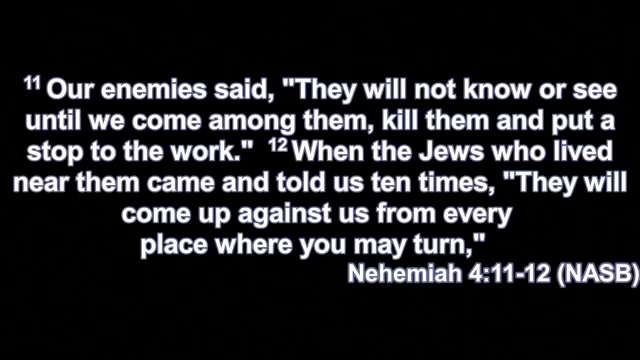 11 Our enemies said, "They will not know or see
until we come among them, kill them and put a
stop to the work." 12 When the Jews who lived
near them came and told us ten times, "They will
come up against us from every
place where you may turn,"
Nehemiah 4:11-12 (NASB)